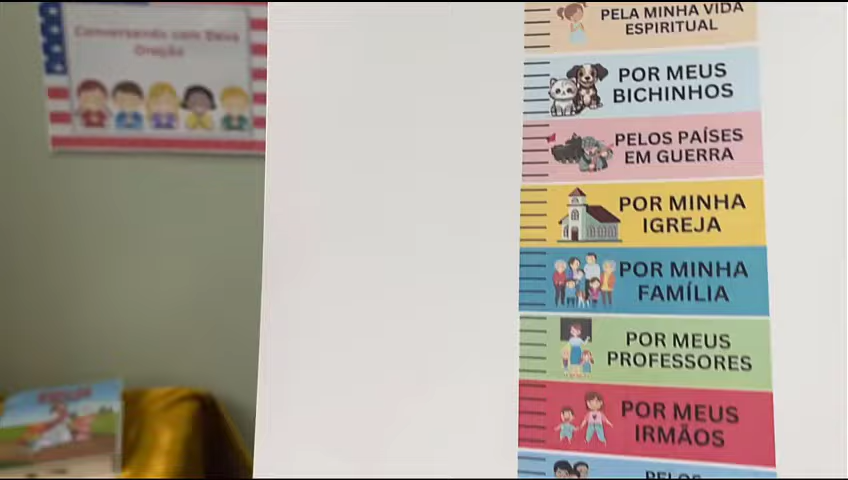 Conversando com Deus
Oração
PELA MINHA VIDA
ESPIRITUAL
POR MEUS
BICHINHOS
PELOS PAÍSES
EM GUERRA
POR MINHA
IGREJA
POR MINHA
FAMÍLIA
POR MEUS
PROFESSORES
POR MEUS
IRMÃOS
PELOS